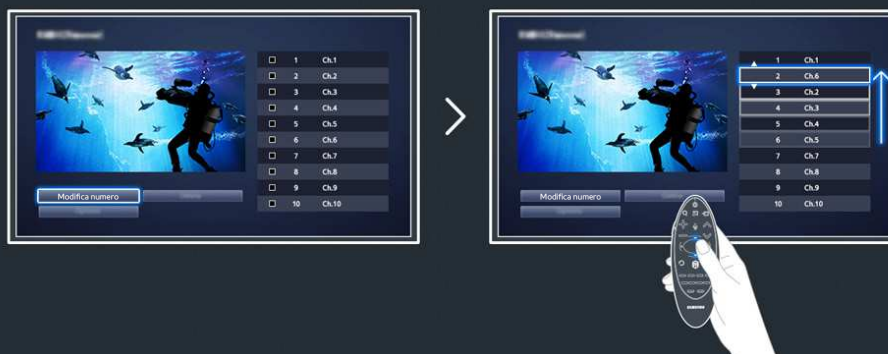 1 Ch.1
2 Ch.2
3 Ch.3
4 Ch.4
5 Ch.5
6 Ch.6
7 Ch.7
8 Ch.8
9 Ch.9
10 Ch.10
Modifica numero
1 Ch.1
2 Ch.6
3 Ch.2
4 Ch.3
5 Ch.4
6 Ch.5
7 Ch.7
8 Ch.8
9 Ch.9
10 Ch.10
Modifica numero